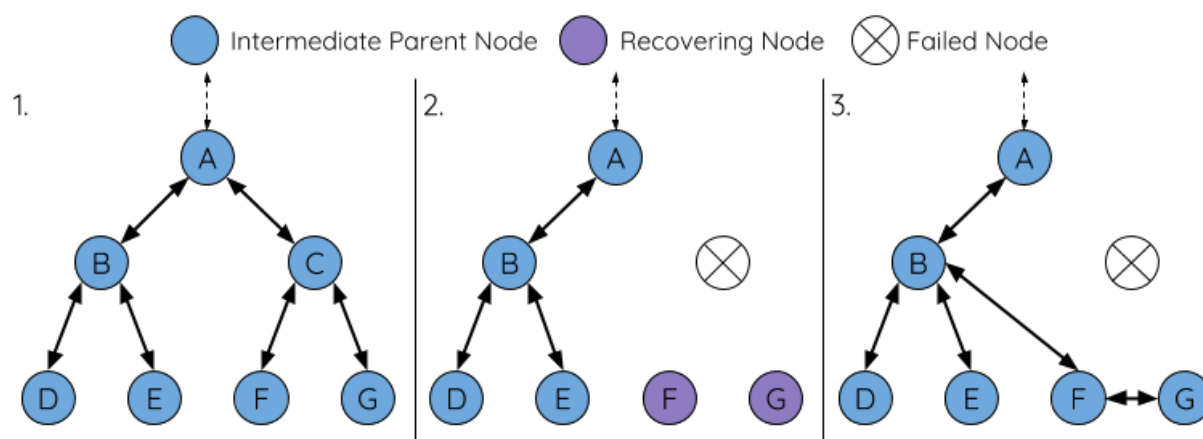 Intermediate Parent Node Recovering Node Failed Node
1. 2. 3.
A A A
B C B B
D E F G D E F G D E F G